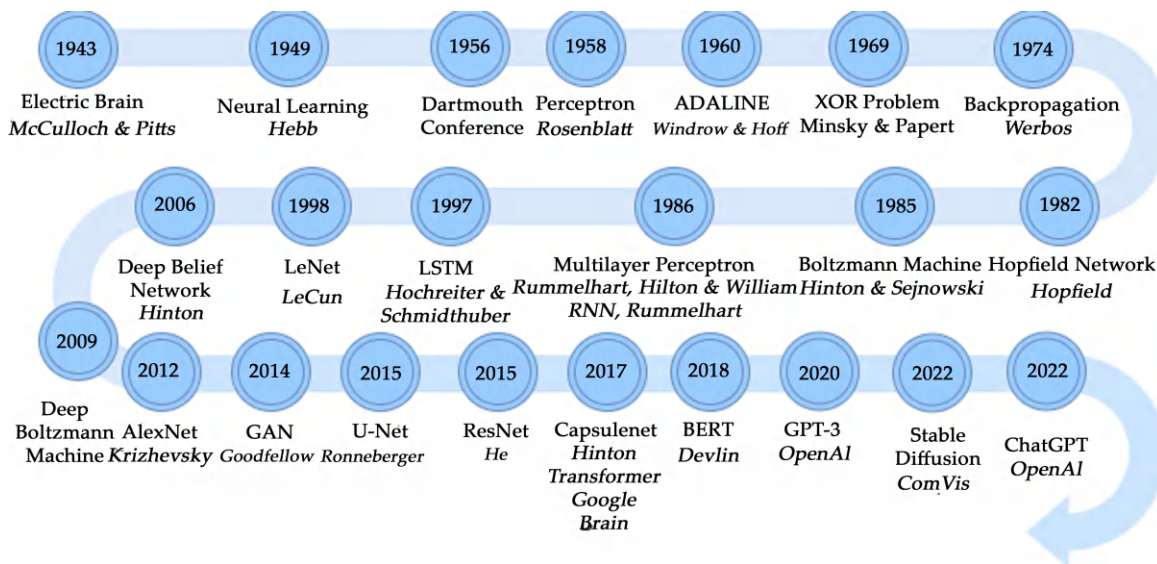 1943
1949
1956
1958
1960
1969
1974
Electric Brain
McCulloch & Pitts
Neural Learning
Hebb
Dartmouth
Conference
Perceptron
Rosenblatt
ADALINE
Windrow & Hoff
XOR Problem
Minsky & Papert
Backpropagation
Werbos
1982
1985
1986
1997
1998
2006
Hopfield Network
Hopfield
Boltzmann Machine
Hinton & Sejnowski
Multilayer Perceptron
Rummelhart, Hilton & William
RNN, Rummelhart
LSTM
Hochreiter &
Schmidthuber
LeNet
LeCun
Deep Belief
Network
Hinton
2009
Deep
Boltzmann
Machine
2012
2014
2015
2015
2017
2018
2020
2022
2022
AlexNet
Krizhevsky
GAN
Goodfellow
U-Net
Ronneberger
ResNet
He
Capsulenet
Hinton
Transformer
Google
Brain
BERT
Devlin
GPT-3
OpenAI
Stable
Diffusion
ComVis
ChatGPT
OpenAI